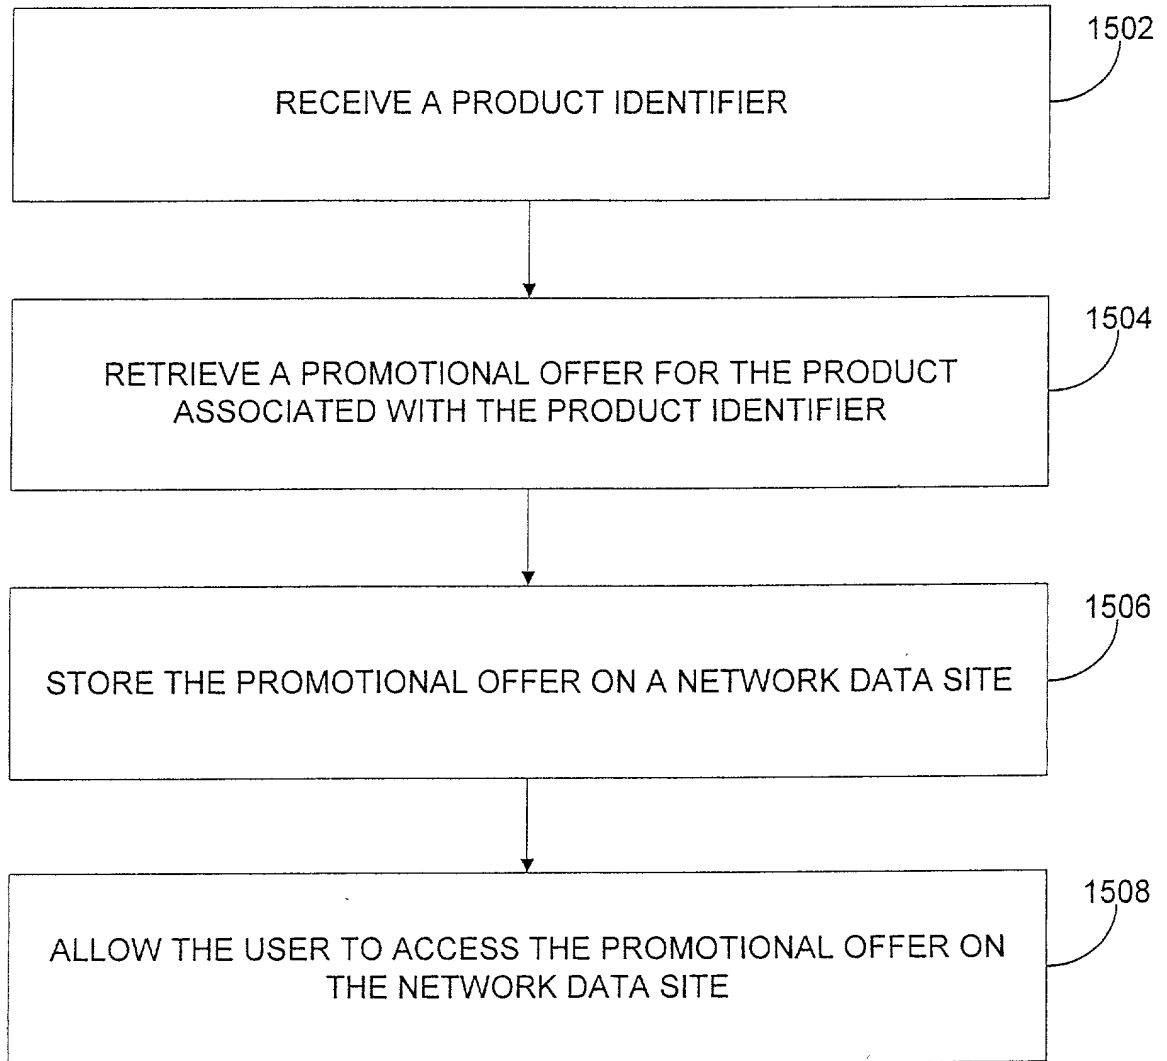 1502
RECEIVE A PRODUCT IDENTIFIER
1504
RETRIEVE A PROMOTIONAL OFFER FOR THE PRODUCT
ASSOCIATED WITH THE PRODUCT IDENTIFIER
1506
STORE THE PROMOTIONAL OFFER ON A NETWORK DATA SITE
1508
ALLOW THE USER TO ACCESS THE PROMOTIONAL OFFER ON
THE NETWORK DATA SITE